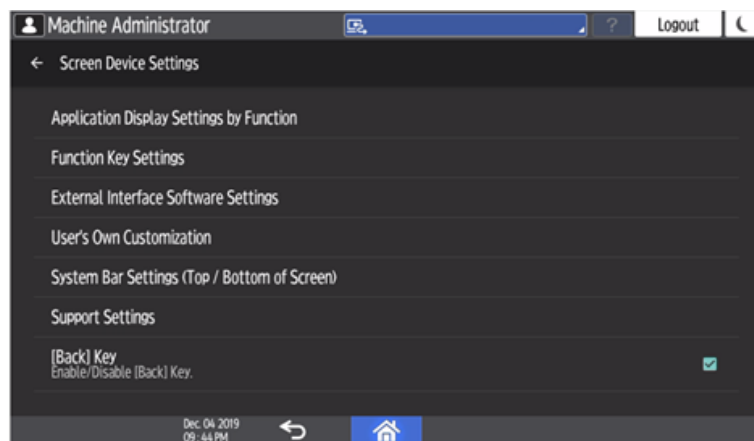 Machine Administrator
?
Logout
Screen Device Settings
Application Display Settings by Function
Function Key Settings
External Interface Software Settings
User's Own Customization
System Bar Settings (Top / Bottom of Screen)
Support Settings
[Back] Key
Enable/Disable [Back] Key.
Dec. 04 2019
09:44 PM